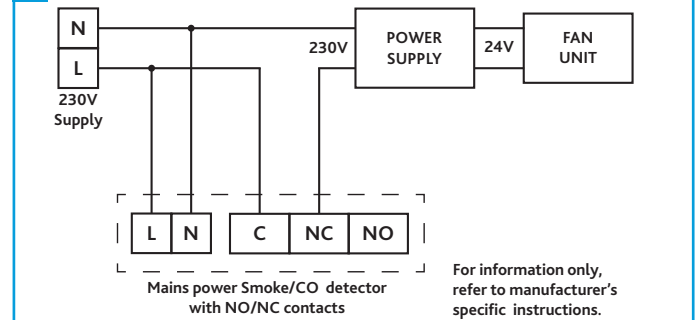 N
L
230V
Supply
230V
POWER
SUPPLY
24V
FAN
UNIT
L
N
C
NC
NO
Mains power Smoke/CO detector
with NO/NC contacts
For information only,
refer to manufacturer's
specific instructions.